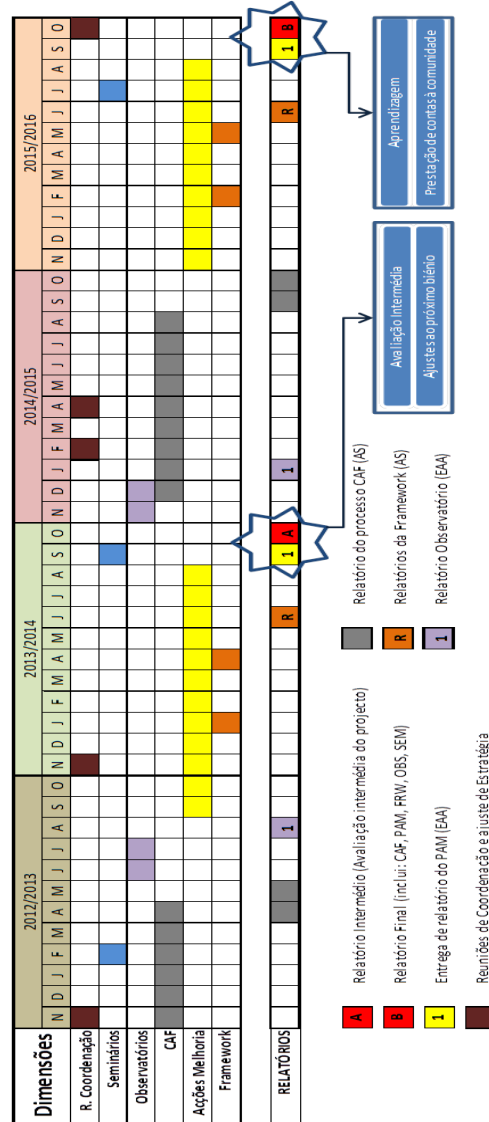 Dimensões 2012/2013 2013/2014 2014/2015 2015/2016
N D J F M A M J J A S O N D J F M A M J J A S O N D J F M A M J J A S O N D J F M A M J J A S O
R. Coordenação
Seminários
Observatórios
CAF
Acções Melhoria
Framework
RELATÓRIOS 1 R 1 A 1 R 1 B
A Relatório Intermédio (Avaliação intermédia do projecto)
B Relatório Final (inclui: CAF, PAM, FRW, OBS, SEM)
1 Entrega de relatório do PAM (EAA)
Reuniões de Coordenação e ajuste de Estratégia
Relatório do processo CAF (AS)
R Relatórios da Framework (AS)
1 Relatório Observatório (EAA)
Avaliação Intermédia
Ajustes ao próximo biénio
Aprendizagem
Prestação de contas à comunidade